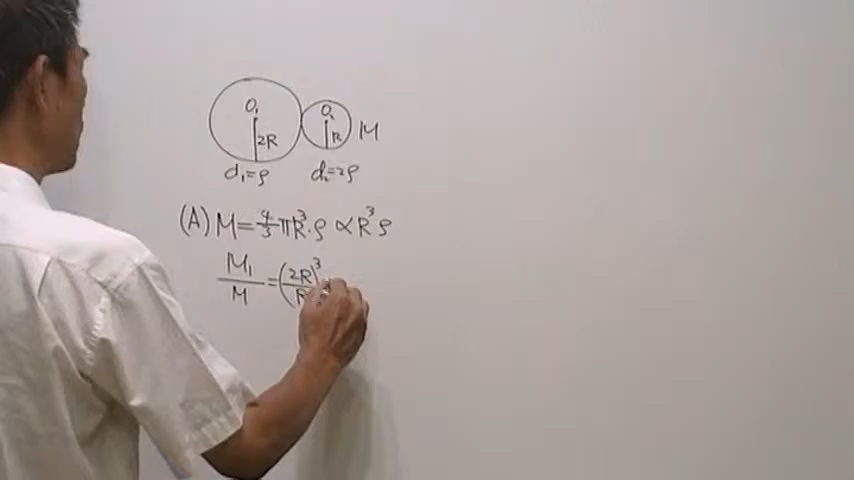 O₁ O₂
2R R M
d₁=ρ d₂=2ρ
(A) M=4/3 πR³·ρ ∝ R³ρ
M₁/M=(2R/R)³